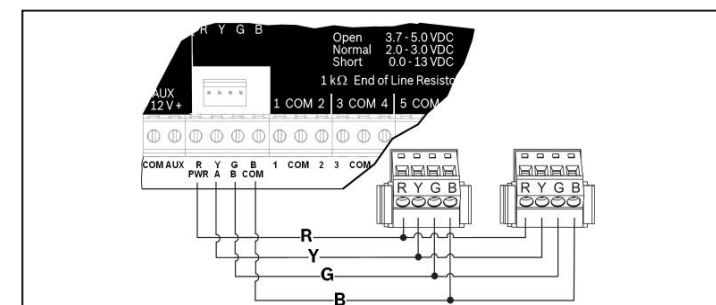 R Y G B
Open 3.7 - 5.0 VDC
Normal 2.0 - 3.0 VDC
Short 0.0 - 13 VDC
1 kΩ End of Line Resisto
AUX
12 V +
1 COM 2 3 COM 4 5 COM
COM AUX R Y G B 1 COM 2 3 COM
PWR A B COM
R Y G B
R Y G B
R
Y
G
B